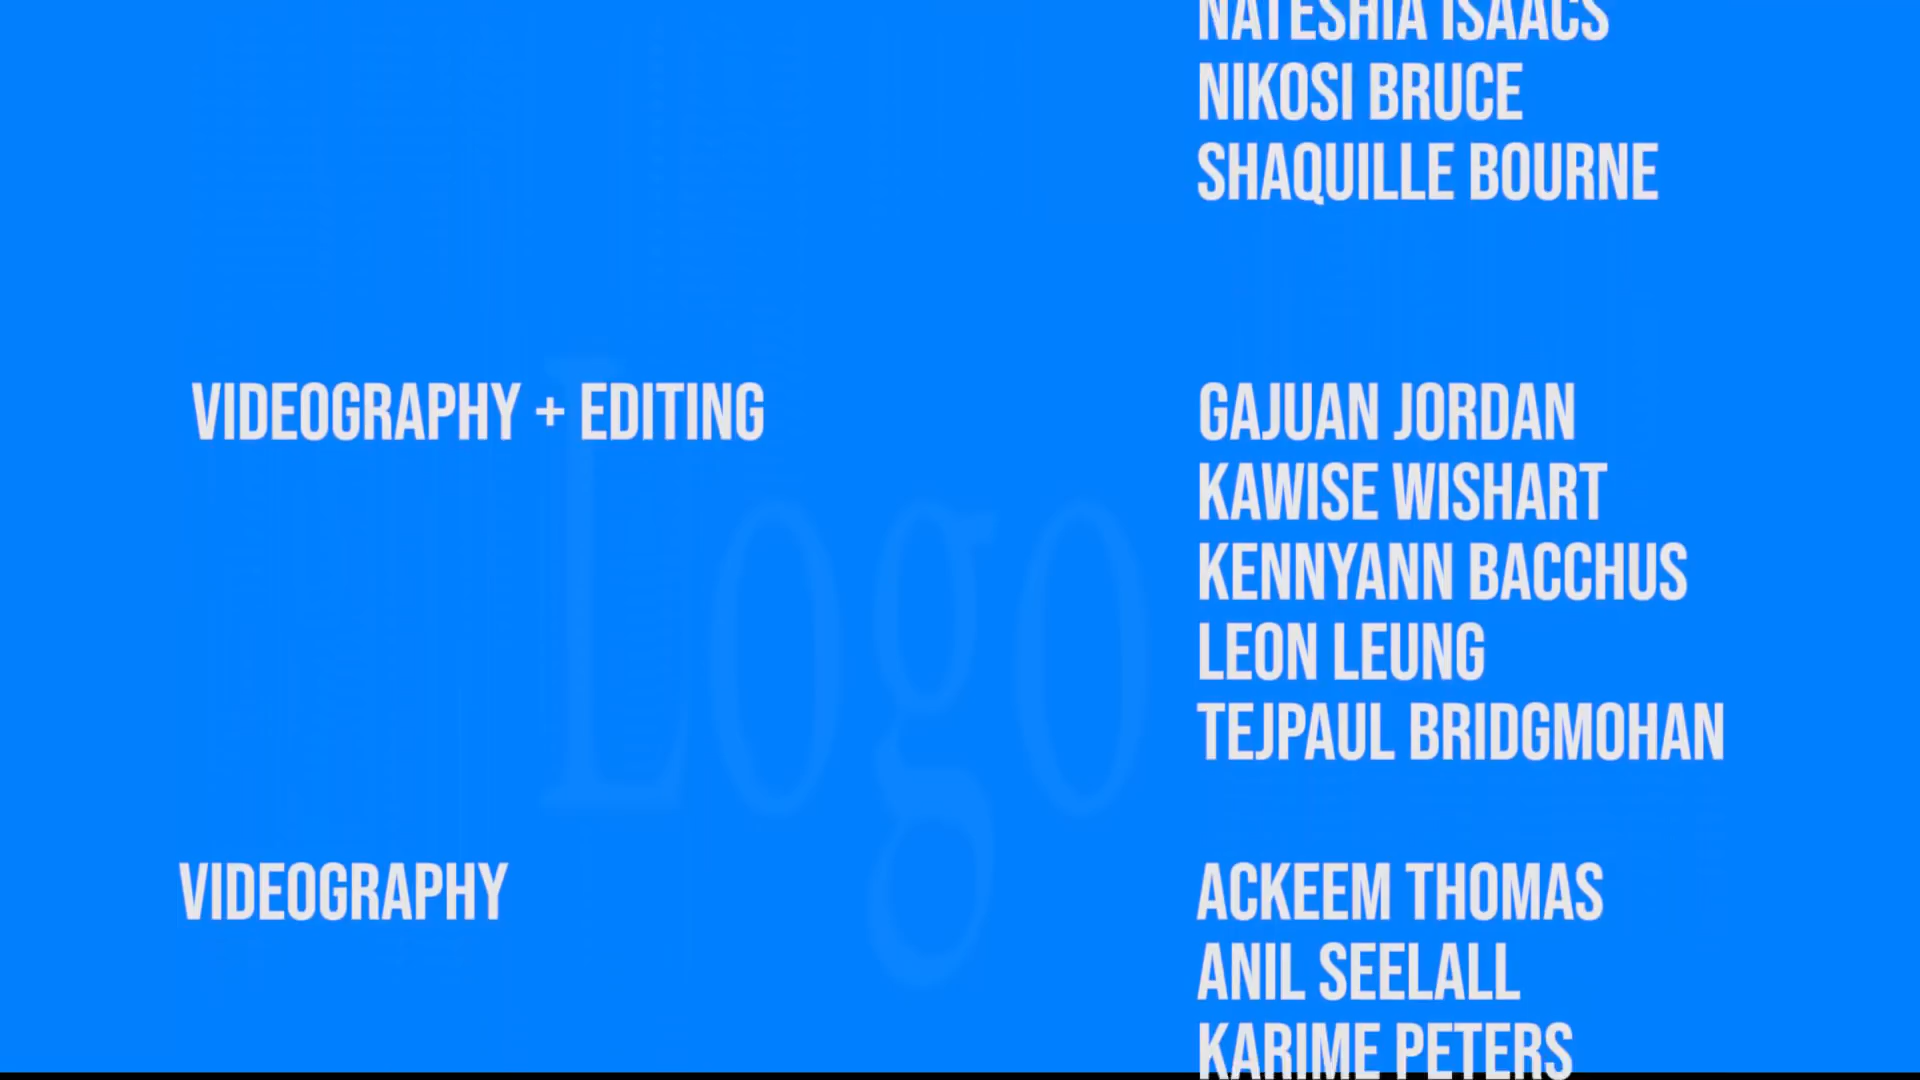 NATESHIA ISAACS
NIKOSI BRUCE
SHAQUILLE BOURNE
VIDEOGRAPHY + EDITING
GAJUAN JORDAN
KAWISE WISHART
KENNYANN BACCHUS
LEON LEUNG
TEJPAUL BRIDGMOHAN
Logo
VIDEOGRAPHY
ACKEEM THOMAS
ANIL SEELALL
KARIME PETERS